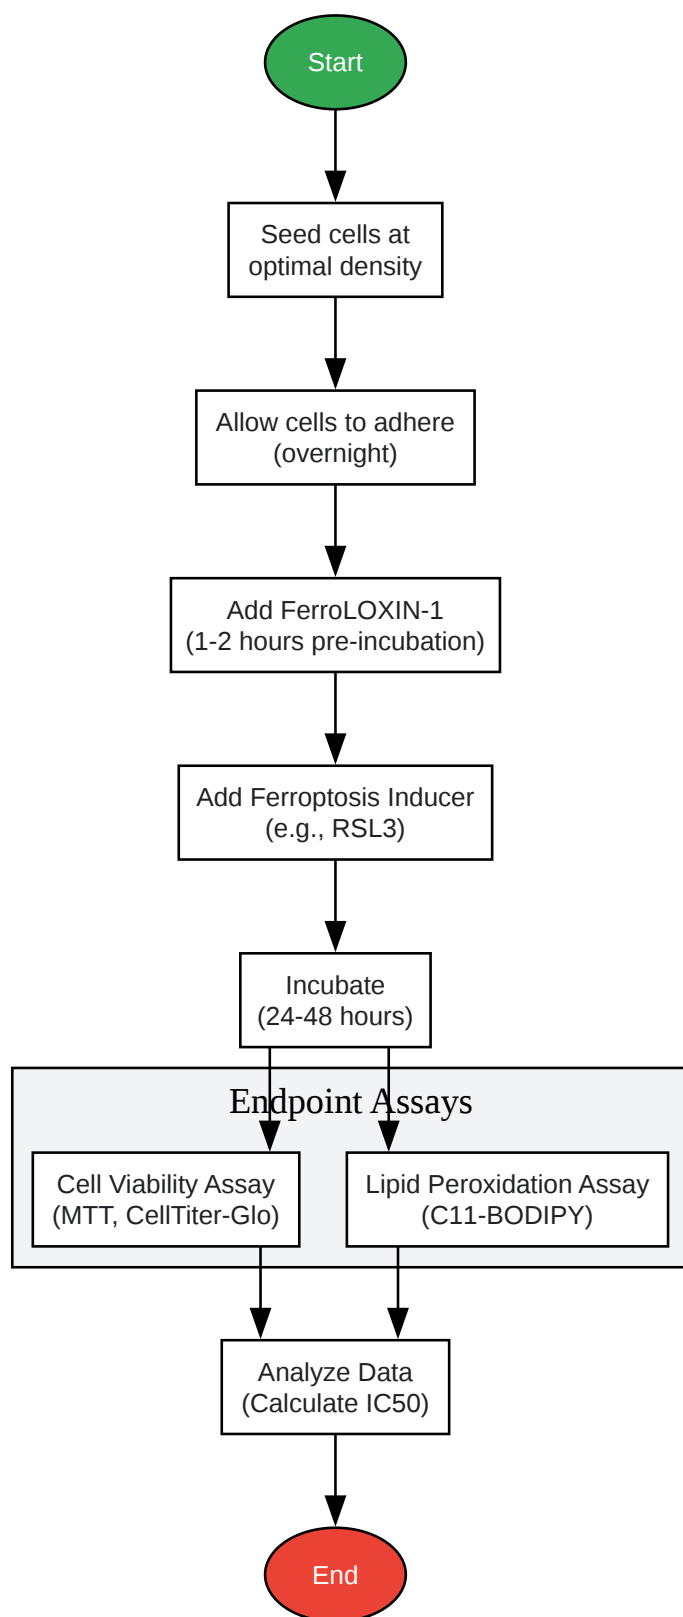 Start
Seed cells at
optimal density
Allow cells to adhere
(overnight)
Add FerroLOXIN-1
(1-2 hours pre-incubation)
Add Ferroptosis Inducer
(e.g., RSL3)
Incubate
(24-48 hours)
Endpoint Assays
Cell Viability Assay
(MTT, CellTiter-Glo)
Lipid Peroxidation Assay
(C11-BODIPY)
Analyze Data
(Calculate IC50)
End